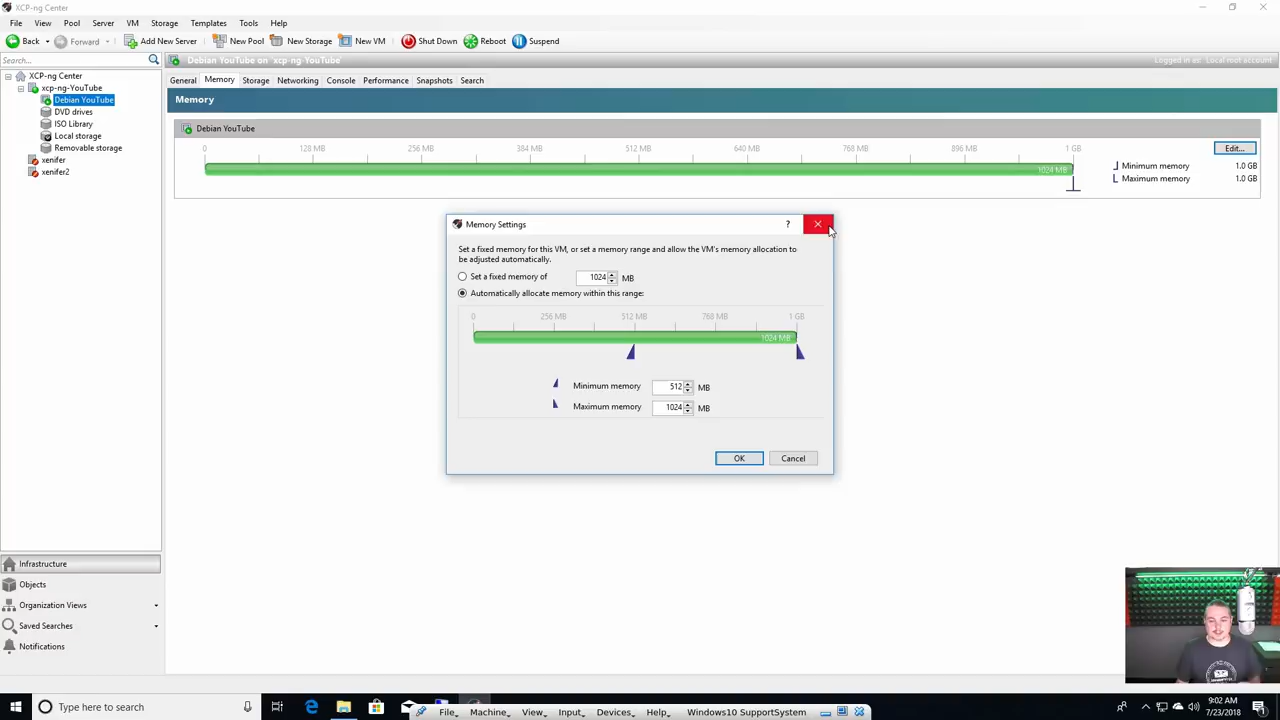 XCP-ng Center
File View Pool Server VM Storage Templates Tools Help
Back Forward Add New Server New Pool New Storage New VM Shut Down Reboot Suspend
Search...
Debian YouTube on 'xcp-ng-YouTube'
Logged in as: Local root account
XCP-ng Center
xcp-ng-YouTube
Debian YouTube
DVD drives
ISO Library
Local storage
Removable storage
xenifer
xenifer2
General Memory Storage Networking Console Performance Snapshots Search
Memory
Debian YouTube
0 128 MB 256 MB 384 MB 512 MB 640 MB 768 MB 896 MB 1 GB
1024 MB
Edit...
Minimum memory 1.0 GB
Maximum memory 1.0 GB
Memory Settings ?
Set a fixed memory for this VM, or set a memory range and allow the VM's memory allocation to
be adjusted automatically.
Set a fixed memory of 1024 MB
Automatically allocate memory within this range:
0 256 MB 512 MB 768 MB 1 GB
1024 MB
Minimum memory 512 MB
Maximum memory 1024 MB
OK Cancel
Infrastructure
Objects
Organization Views
Saved Searches
Notifications
Type here to search
9:02 AM
7/23/2018
File Machine View Input Devices Help Windows10 SupportSystem